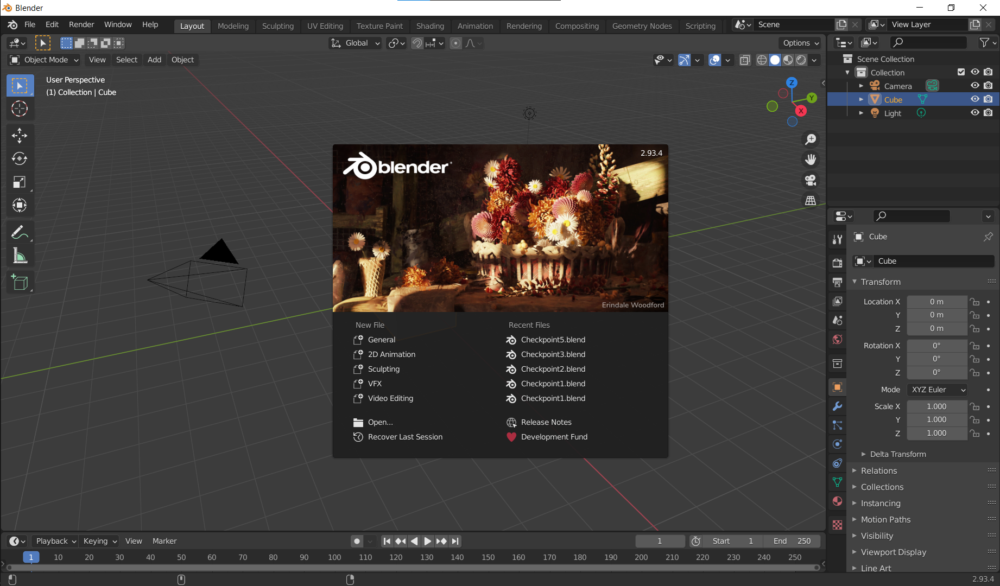 Blender
File Edit Render Window Help Layout Modeling Sculpting UV Editing Texture Paint Shading Animation Rendering Compositing Geometry Nodes Scripting Scene View Layer
Global Options
Object Mode View Select Add Object
User Perspective
(1) Collection | Cube
Z
Y
X
Scene Collection
Collection
Camera
Cube
Light
blender
2.93.4
Erindale Woodford
New File
General
2D Animation
Sculpting
VFX
Video Editing
Open...
Recover Last Session
Recent Files
Checkpoint5.blend
Checkpoint3.blend
Checkpoint2.blend
Checkpoint1.blend
Checkpoint1.blend
Release Notes
Development Fund
Cube
Cube
Transform
Location X 0 m
Y 0 m
Z 0 m
Rotation X 0°
Y 0°
Z 0°
Mode XYZ Euler
Scale X 1.000
Y 1.000
Z 1.000
Delta Transform
Relations
Collections
Instancing
Motion Paths
Visibility
Viewport Display
Line Art
Playback Keying View Marker 1 Start 1 End 250
1 10 20 30 40 50 60 70 80 90 100 110 120 130 140 150 160 170 180 190 200 210 220 230 240 250
2.93.4